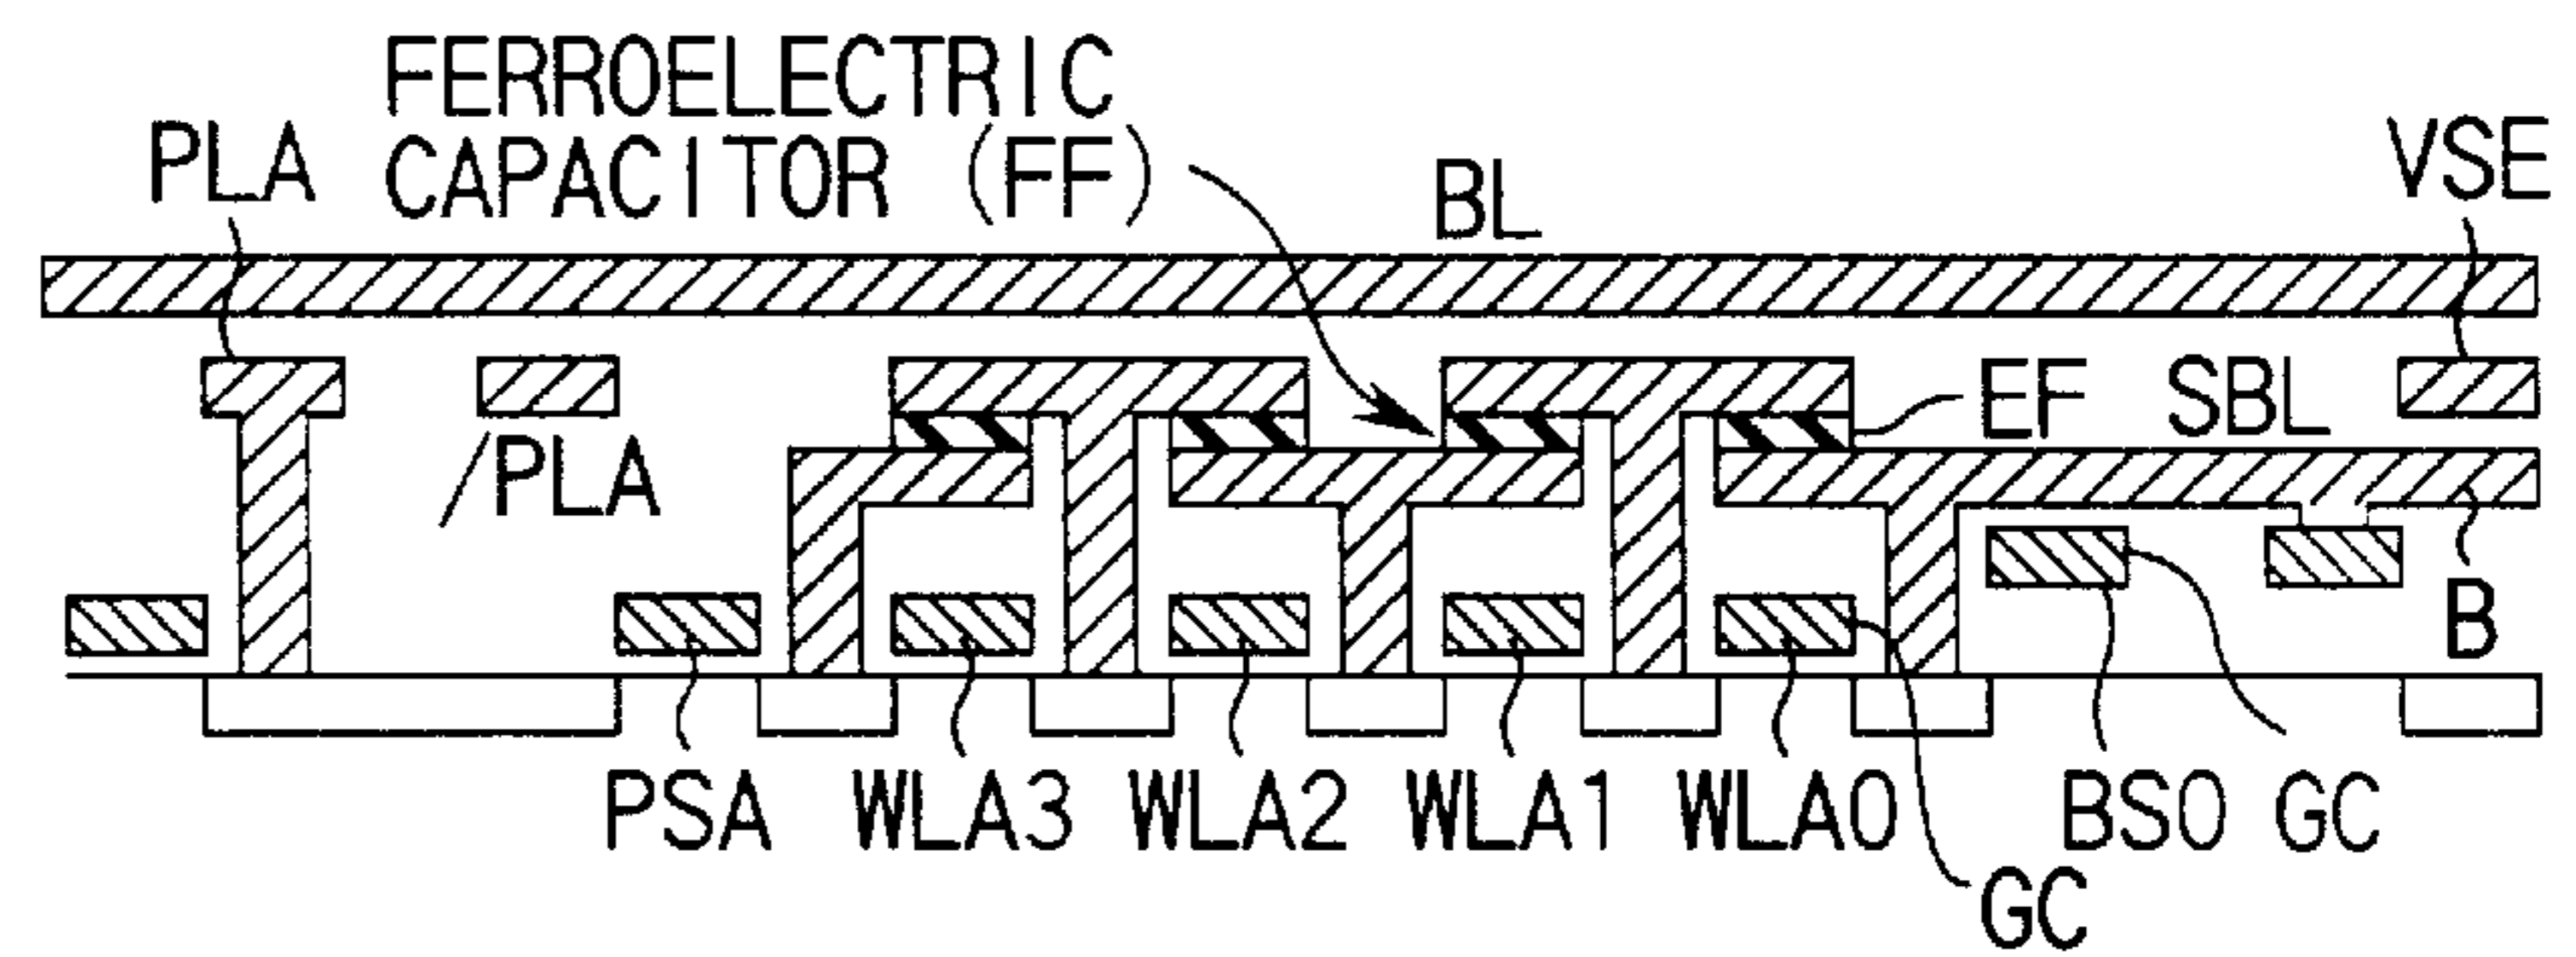 FERROELECTRIC
CAPACITOR (FF)
PLA
BL
VSE
/PLA
EF
SBL
B
PSA
WLA3
WLA2
WLA1
WLA0
BS0
GC
GC